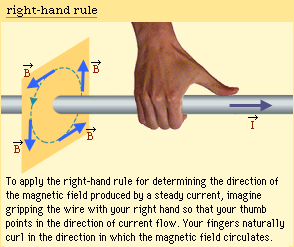 right-hand rule
B
B
B
B
I
To apply the right-hand rule for determining the direction of
the magnetic field produced by a steady current, imagine
gripping the wire with your right hand so that your thumb
points in the direction of current flow. Your fingers naturally
curl in the direction in which the magnetic field circulates.